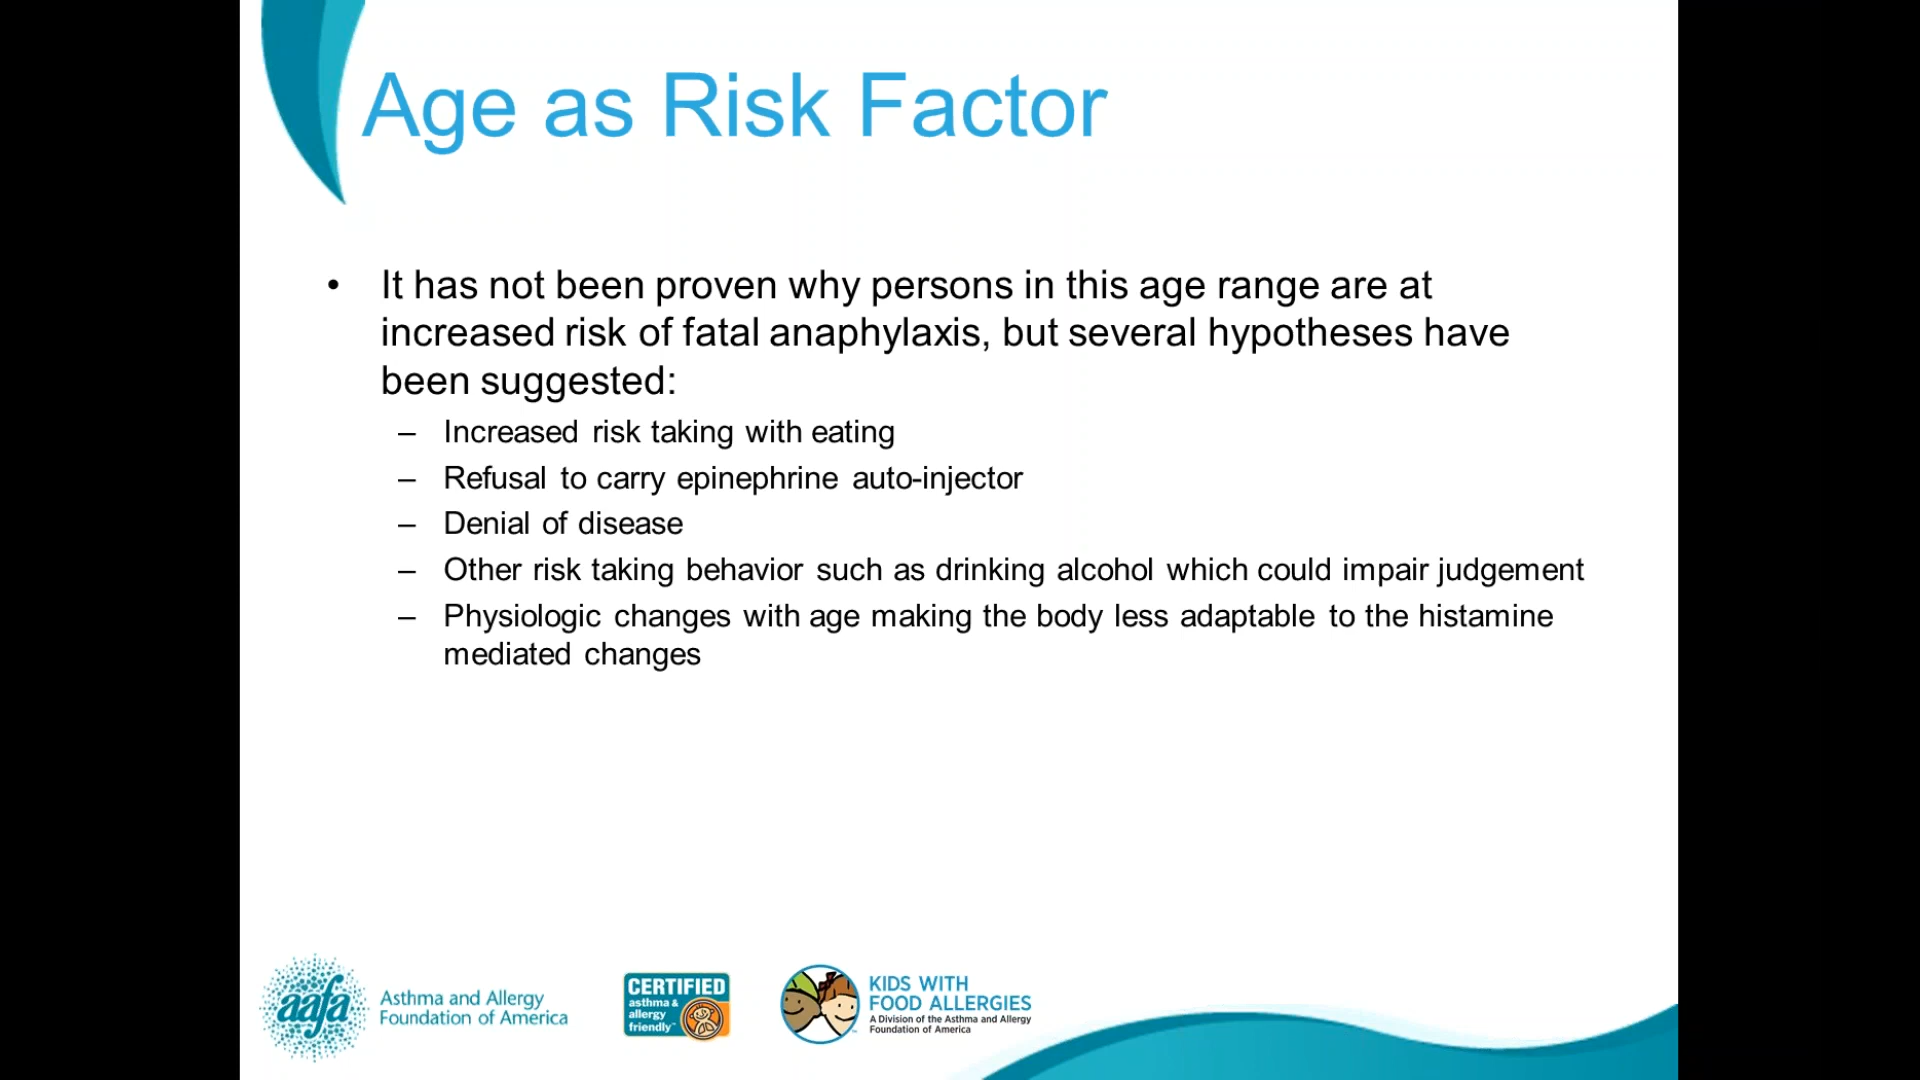 Age as Risk Factor
• It has not been proven why persons in this age range are at
increased risk of fatal anaphylaxis, but several hypotheses have
been suggested:
– Increased risk taking with eating
– Refusal to carry epinephrine auto-injector
– Denial of disease
– Other risk taking behavior such as drinking alcohol which could impair judgement
– Physiologic changes with age making the body less adaptable to the histamine
mediated changes
aafa
Asthma and Allergy
Foundation of America
CERTIFIED
asthma &
allergy
friendly™
KIDS WITH
FOOD ALLERGIES
A Division of the Asthma and Allergy
Foundation of America